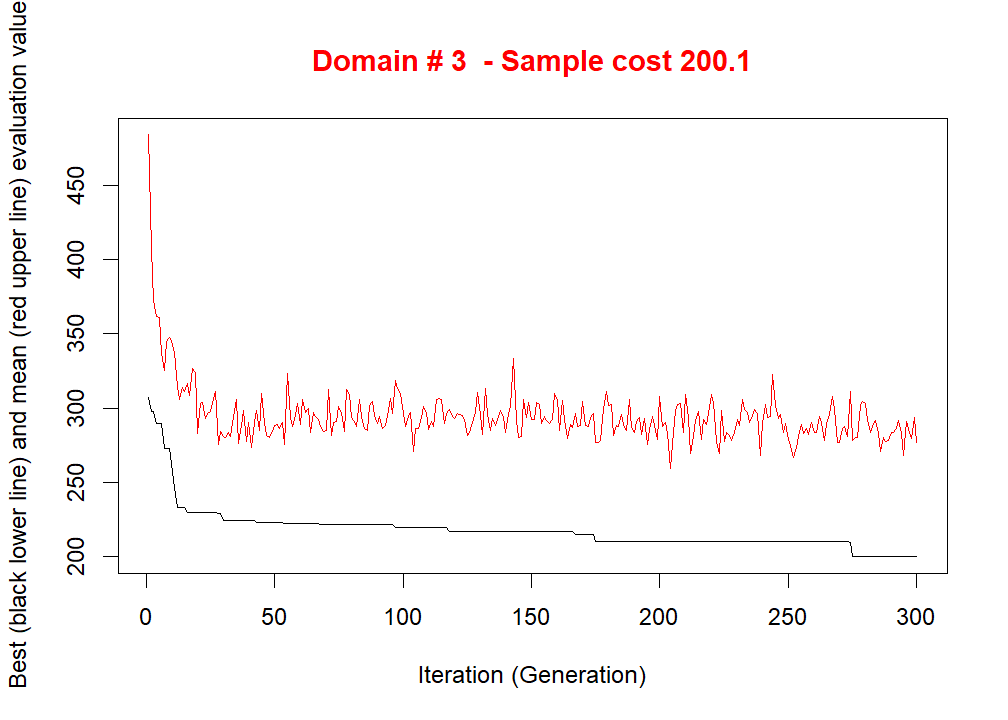 Domain # 3  - Sample cost 200.1
Best (black lower line) and mean (red upper line) evaluation value
450
400
350
300
250
200
0 50 100 150 200 250 300
Iteration (Generation)